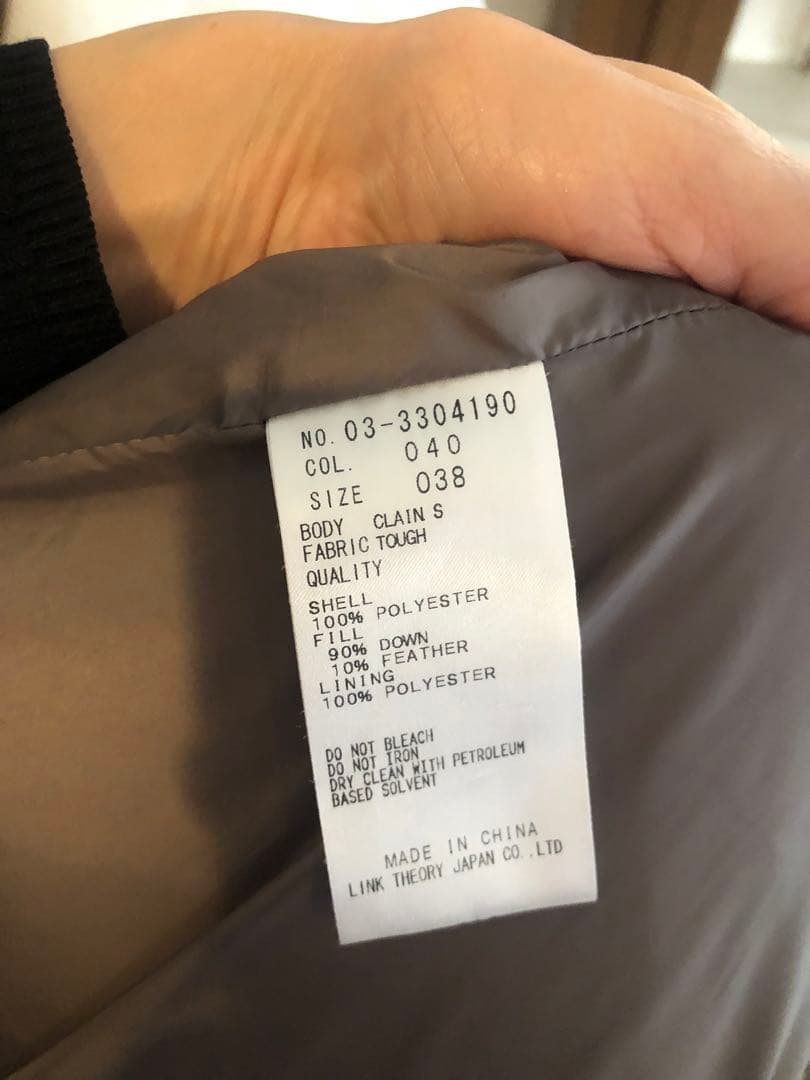 NO. 03-3304190
COL. 040
SIZE 038
BODY CLAIN S
FABRIC TOUGH
QUALITY
SHELL
100% POLYESTER
FILL
90% DOWN
10% FEATHER
LINING
100% POLYESTER
DO NOT BLEACH
DO NOT IRON
DRY CLEAN WITH PETROLEUM
BASED SOLVENT
MADE IN CHINA
LINK THEORY JAPAN CO.,LTD